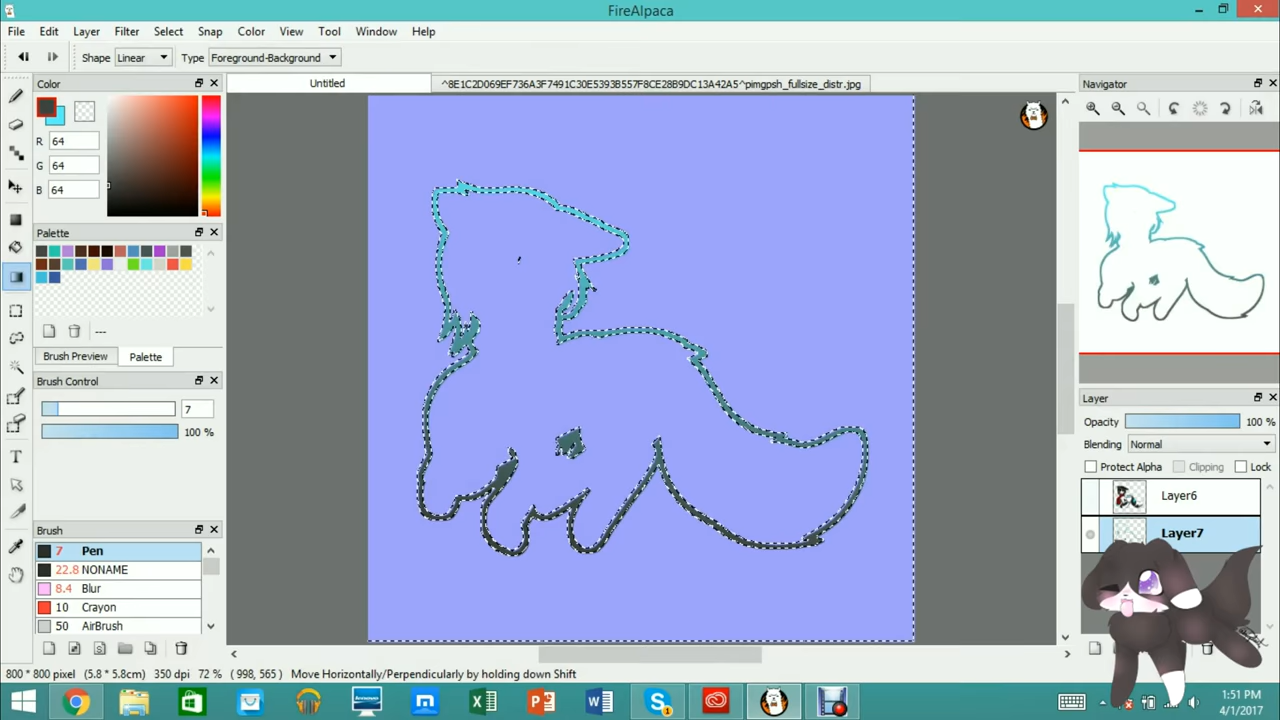 FireAlpaca
File Edit Layer Filter Select Snap Color View Tool Window Help
Shape Linear Type Foreground-Background
Color
R 64
G 64
B 64
Palette
---
Brush Preview Palette
Brush Control
7
100 %
Brush
7 Pen
22.8 NONAME
8.4 Blur
10 Crayon
50 AirBrush
Untitled
^8E1C2D069EF736A3F7491C30E5393B557F8CE28B9DC13A42A5^pimgpsh_fullsize_distr.jpg
Navigator
Layer
Opacity 100 %
Blending Normal
Protect Alpha Clipping Lock
Layer6
Layer7
800 * 800 pixel (5.8 * 5.8cm) 350 dpi 72 % ( 998, 565) Move Horizontally/Perpendicularly by holding down Shift
1:51 PM
4/1/2017